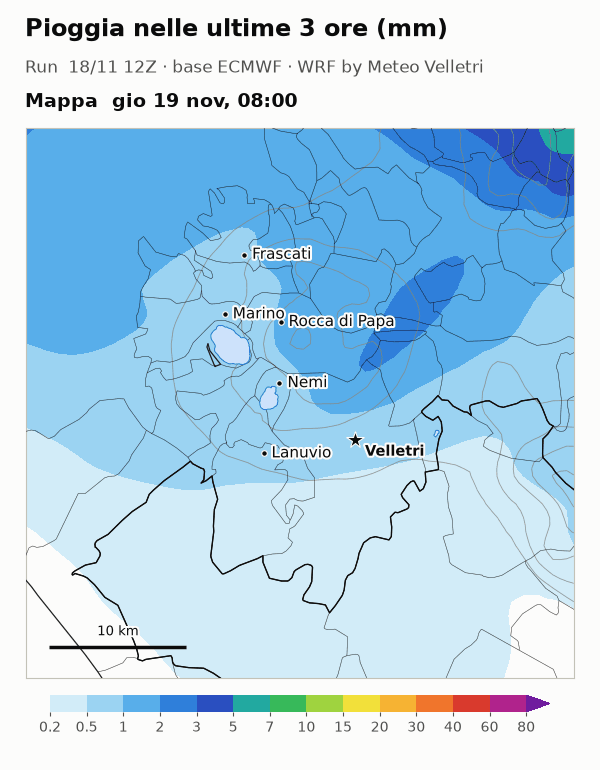 Pioggia nelle ultime 3 ore (mm)
Run  18/11 12Z · base ECMWF · WRF by Meteo Velletri
Mappa  gio 19 nov, 08:00
Frascati
Marino
Rocca di Papa
Nemi
Velletri
Lanuvio
10 km
0.2 0.5 1 2 3 5 7 10 15 20 30 40 60 80